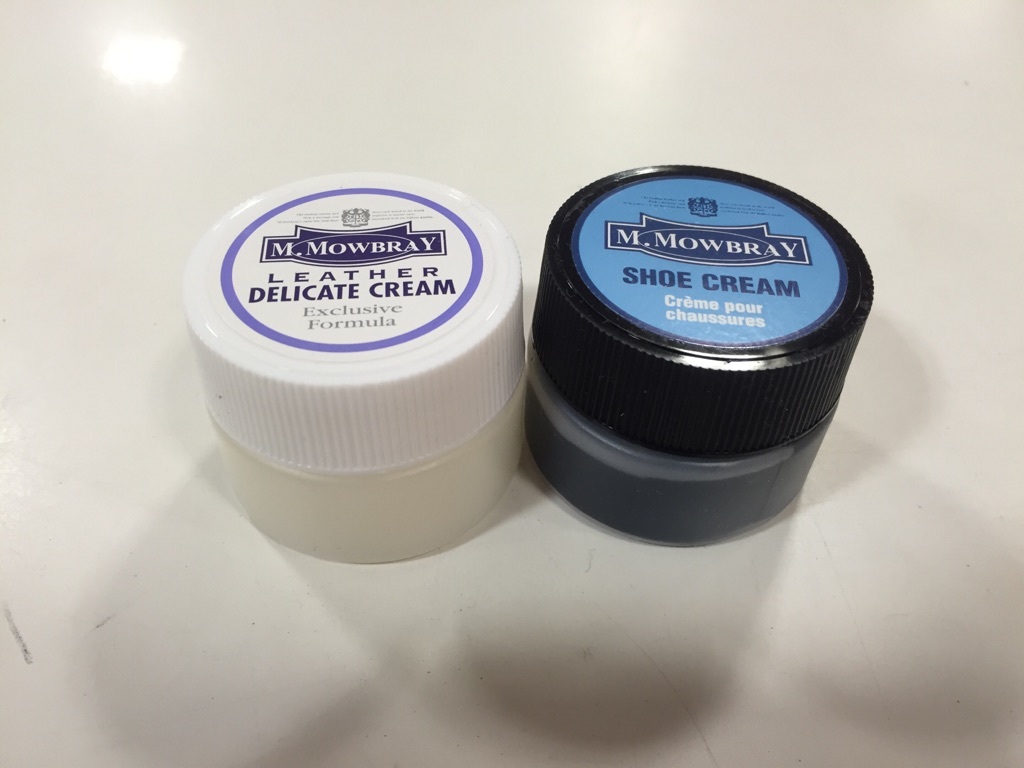 M. MOWBRAY
LEATHER
DELICATE CREAM
Exclusive
Formula
M. MOWBRAY
SHOE CREAM
Crème pour
chaussures